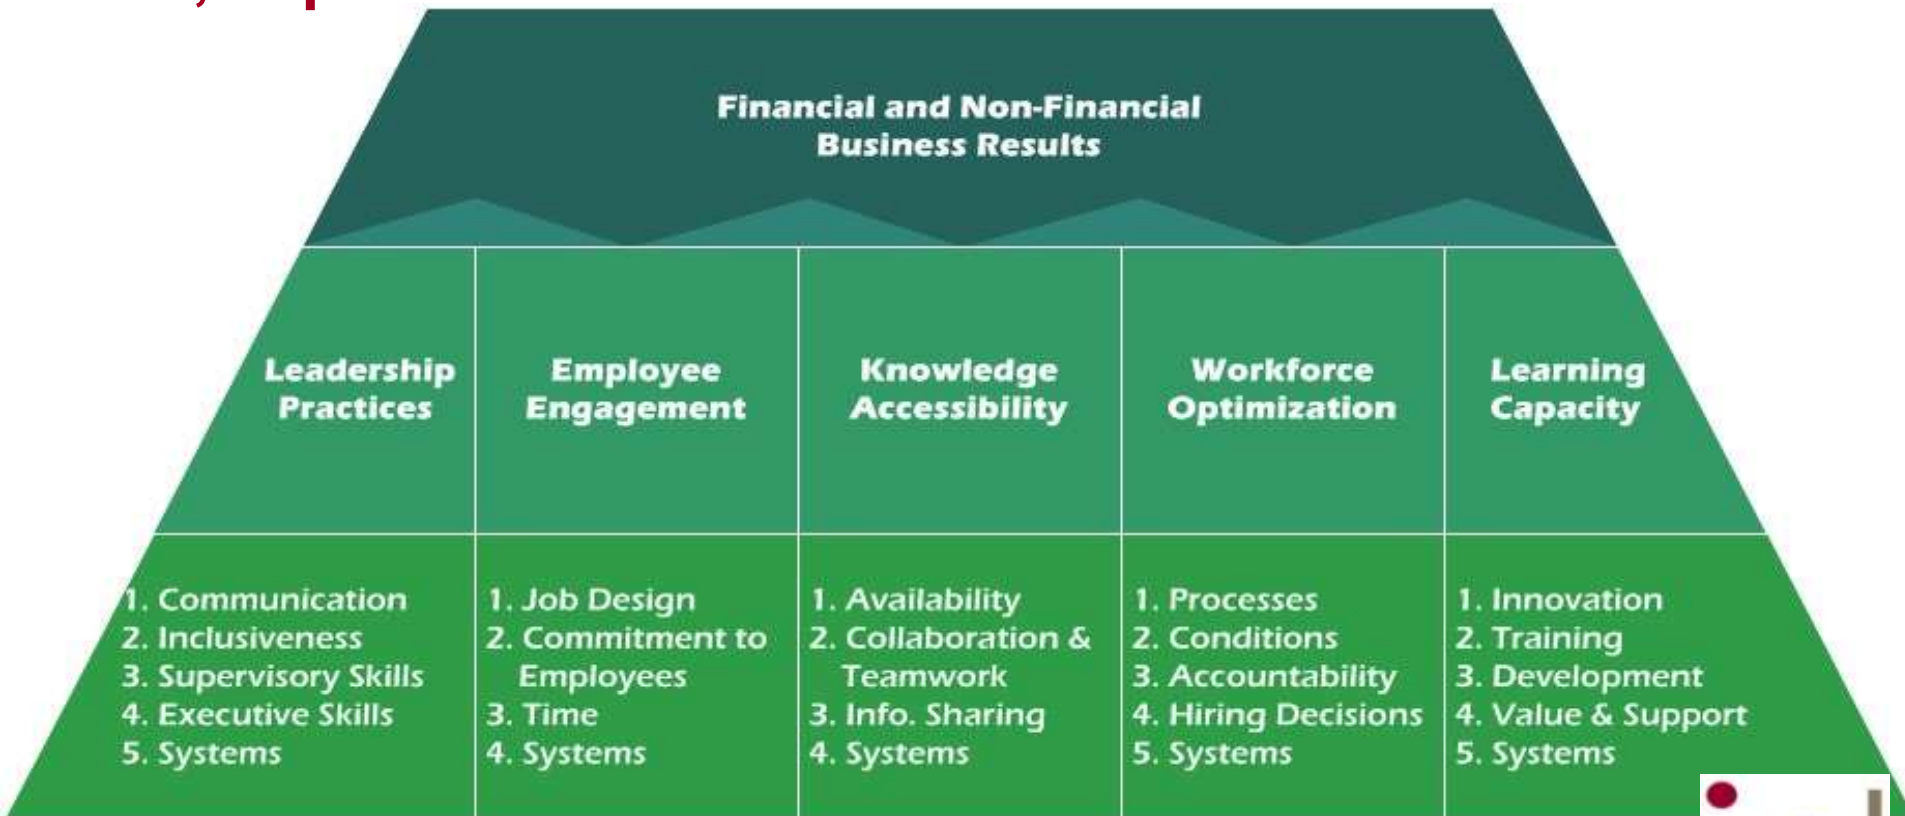 Financial and Non-Financial
Business Results
Leadership
Practices
Employee
Engagement
Knowledge
Accessibility
Workforce
Optimization
Learning
Capacity
1. Communication
2. Inclusiveness
3. Supervisory Skills
4. Executive Skills
5. Systems
1. Job Design
2. Commitment to
Employees
3. Time
4. Systems
1. Availability
2. Collaboration &
Teamwork
3. Info. Sharing
4. Systems
1. Processes
2. Conditions
3. Accountability
4. Hiring Decisions
5. Systems
1. Innovation
2. Training
3. Development
4. Value & Support
5. Systems